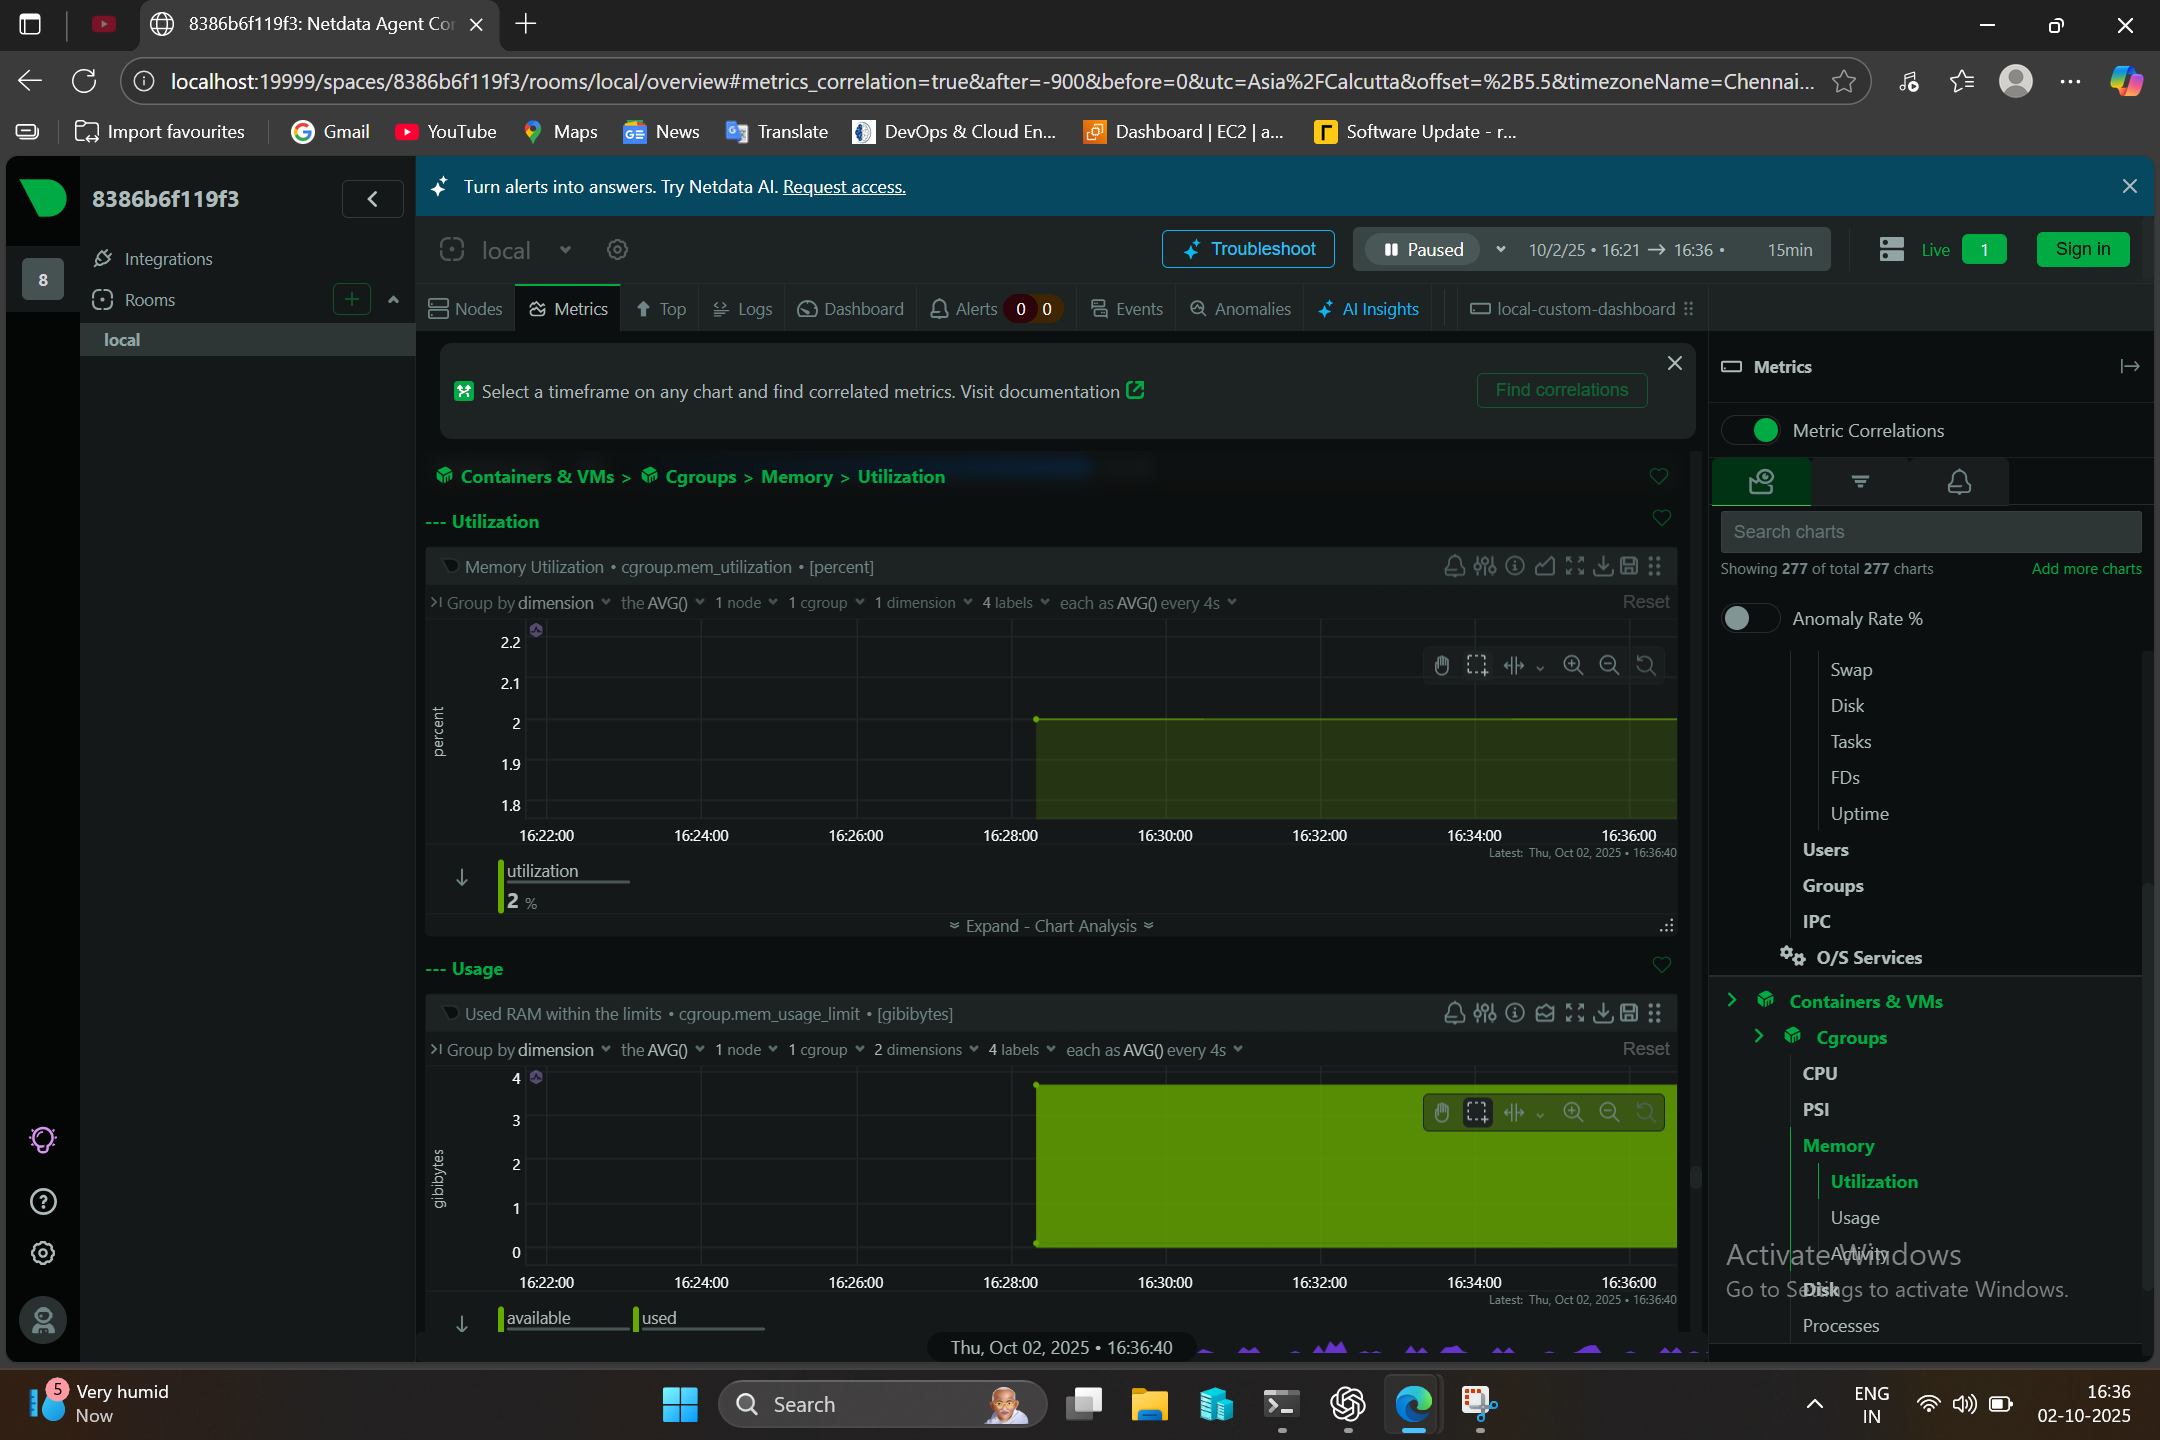 8386b6f119f3: Netdata Agent Co
localhost:19999/spaces/8386b6f119f3/rooms/local/overview#metrics_correlation=true&after=-900&before=0&utc=Asia%2FCalcutta&offset=%2B5.5&timezoneName=Chennai...
Import favourites
Gmail
YouTube
Maps
News
Translate
DevOps & Cloud En...
Dashboard | EC2 | a...
Software Update - r...
8386b6f119f3
Turn alerts into answers. Try Netdata AI. Request access.
8
Integrations
Rooms
local
local
Troubleshoot
Paused
10/2/25 • 16:21 → 16:36 •
15min
Live
1
Sign in
Nodes
Metrics
Top
Logs
Dashboard
Alerts
0
0
Events
Anomalies
AI Insights
local-custom-dashboard
Select a timeframe on any chart and find correlated metrics. Visit documentation
Find correlations
Containers & VMs > Cgroups > Memory > Utilization
--- Utilization
Memory Utilization • cgroup.mem_utilization • [percent]
Group by dimension the AVG() 1 node 1 cgroup 1 dimension 4 labels each as AVG() every 4s
Reset
percent
2.2
2.1
2
1.9
1.8
16:22:00
16:24:00
16:26:00
16:28:00
16:30:00
16:32:00
16:34:00
16:36:00
Latest: Thu, Oct 02, 2025 • 16:36:40
utilization
2 %
Expand - Chart Analysis
--- Usage
Used RAM within the limits • cgroup.mem_usage_limit • [gibibytes]
Group by dimension the AVG() 1 node 1 cgroup 2 dimensions 4 labels each as AVG() every 4s
Reset
gibibytes
4
3
2
1
0
16:22:00
16:24:00
16:26:00
16:28:00
16:30:00
16:32:00
16:34:00
16:36:00
Latest: Thu, Oct 02, 2025 • 16:36:40
available
used
Thu, Oct 02, 2025 • 16:36:40
Metrics
Metric Correlations
Search charts
Showing 277 of total 277 charts
Add more charts
Anomaly Rate %
Swap
Disk
Tasks
FDs
Uptime
Users
Groups
IPC
O/S Services
Containers & VMs
Cgroups
CPU
PSI
Memory
Utilization
Usage
Activity
Disk
Processes
Activate Windows
Go to Settings to activate Windows.
5
Very humid
Now
Search
ENG
IN
16:36
02-10-2025